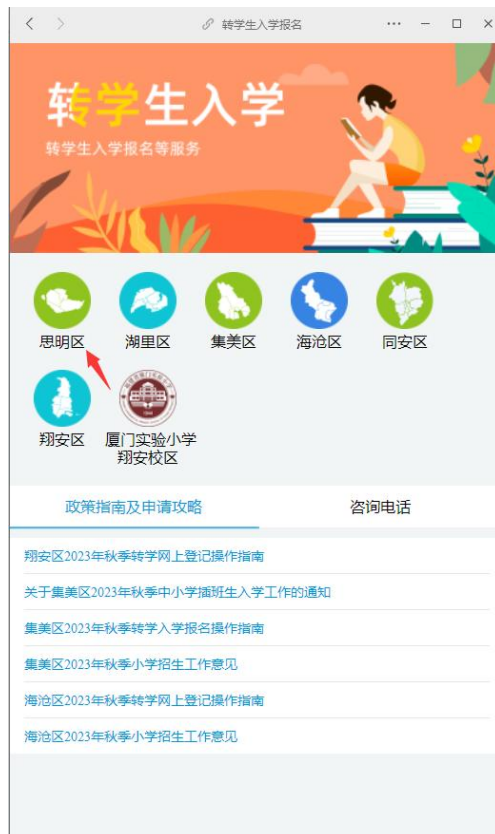 转学生入学报名
转学生入学
转学生入学报名等服务
思明区
湖里区
集美区
海沧区
同安区
翔安区
厦门实验小学
翔安校区
政策指南及申请攻略
咨询电话
翔安区2023年秋季转学网上登记操作指南
关于集美区2023年秋季中小学插班生入学工作的通知
集美区2023年秋季转学入学报名操作指南
集美区2023年秋季小学招生工作意见
海沧区2023年秋季转学网上登记操作指南
海沧区2023年秋季小学招生工作意见